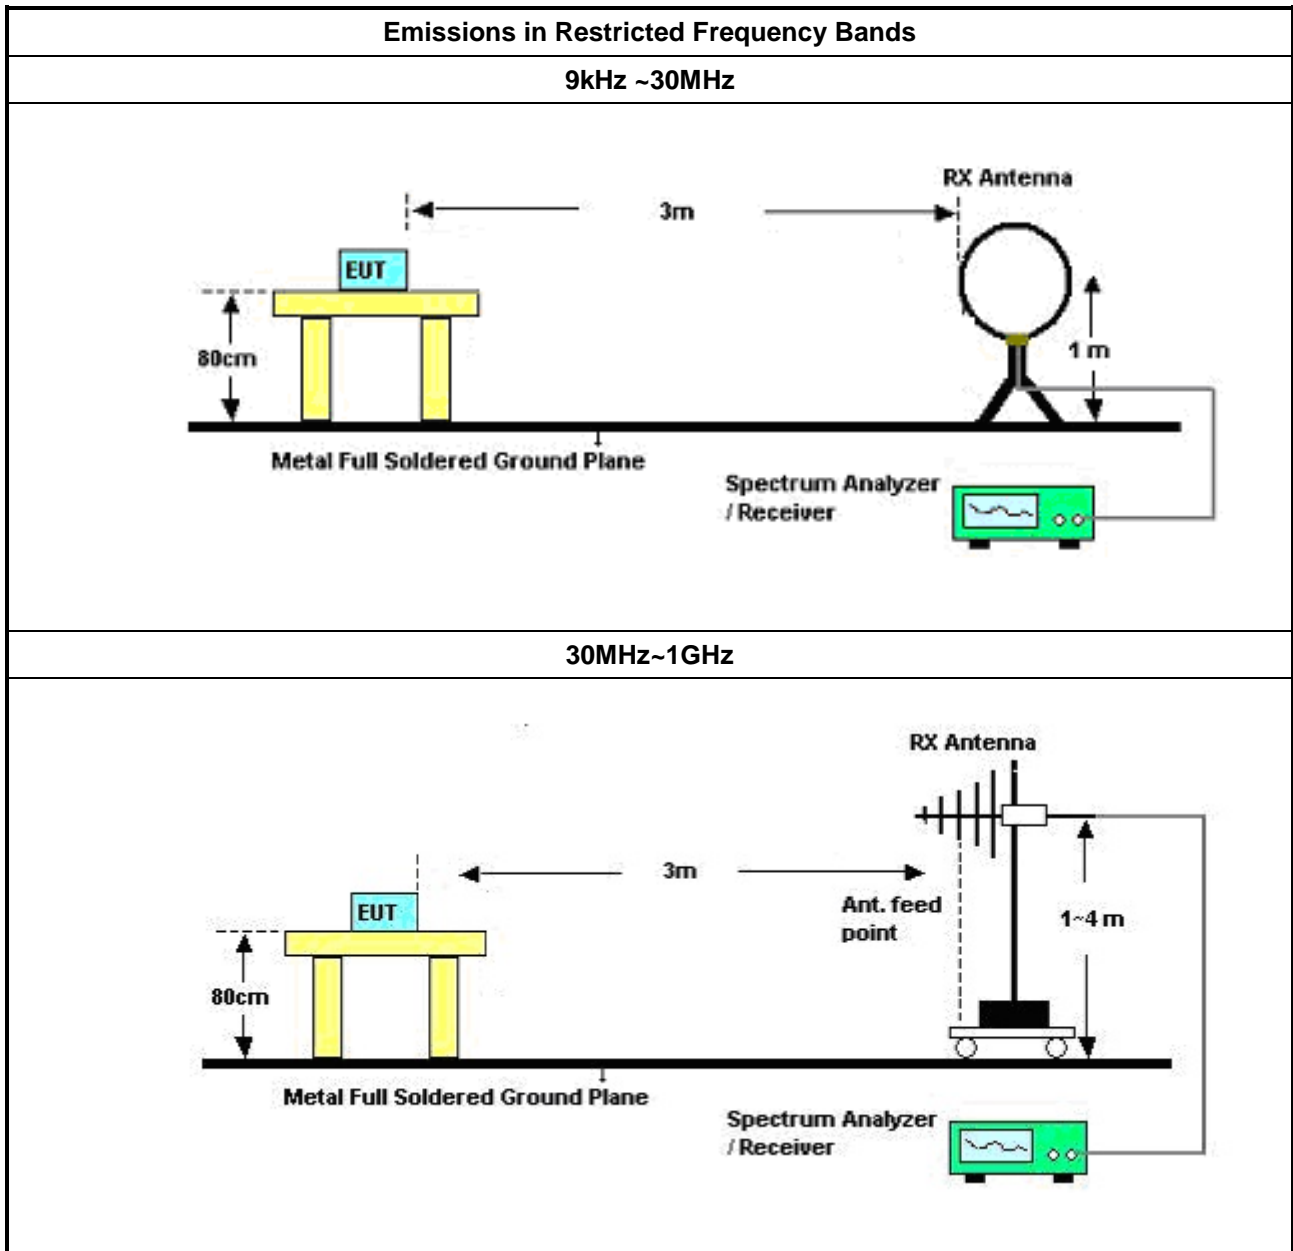 Emissions in Restricted Frequency Bands
9kHz ~30MHz
RX Antenna
3m
EUT
80cm
1 m
Metal Full Soldered Ground Plane
Spectrum Analyzer
/ Receiver
30MHz~1GHz
RX Antenna
3m
EUT
Ant. feed
point
1~4 m
80cm
Metal Full Soldered Ground Plane
Spectrum Analyzer
/ Receiver